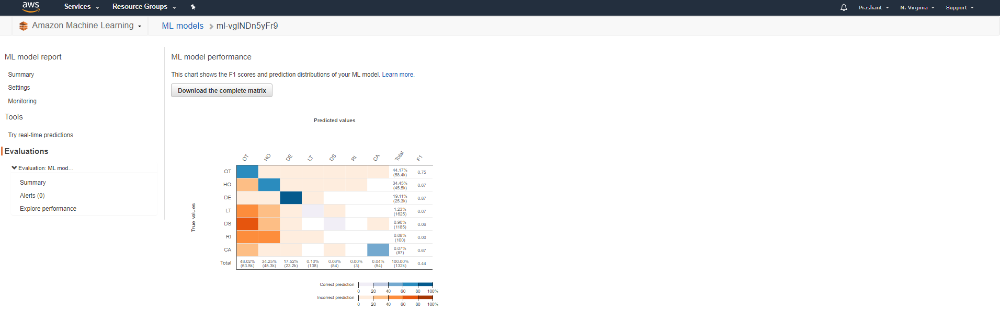 aws Services Resource Groups Prashant N. Virginia Support
Amazon Machine Learning ML models ml-vglNDn5yFr9
ML model report
Summary
Settings
Monitoring
Tools
Try real-time predictions
Evaluations
Evaluation: ML mod...
Summary
Alerts (0)
Explore performance
ML model performance
This chart shows the F1 scores and prediction distributions of your ML model. Learn more.
Download the complete matrix
Predicted values
OT HO DE LT DS RI CA Total F1
True values
OT 44.17% (58.4k) 0.75
HO 34.45% (45.5k) 0.67
DE 19.11% (25.3k) 0.87
LT 1.23% (1625) 0.07
DS 0.90% (1185) 0.06
RI 0.08% (100) 0.00
CA 0.07% (87) 0.67
Total 48.02% 34.25% 17.52% 0.10% 0.06% 0.00% 0.04% 100.00% 0.44
(63.5k) (45.3k) (23.2k) (138) (84) (3) (54) (132k)
Correct prediction
0 20 40 60 80 100%
Incorrect prediction
0 20 40 60 80 100%